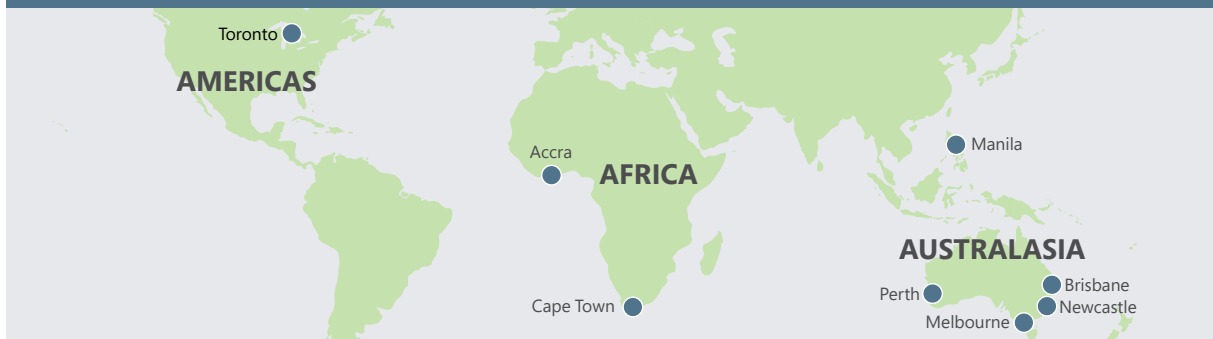 Toronto
AMERICAS
Accra
AFRICA
Manila
AUSTRALASIA
Perth
Brisbane
Cape Town
Newcastle
Melbourne